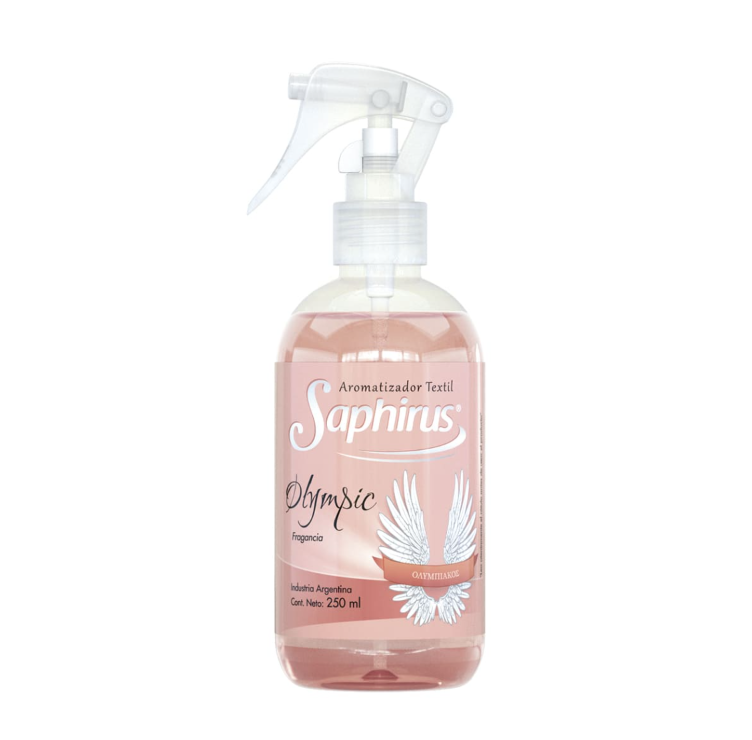 Aromatizador Textil
Saphirus®
Olympic
Fragancia
ΟΛΥΜΠΙΑΚΟΣ
Industria Argentina
Cont. Neto: 250 ml